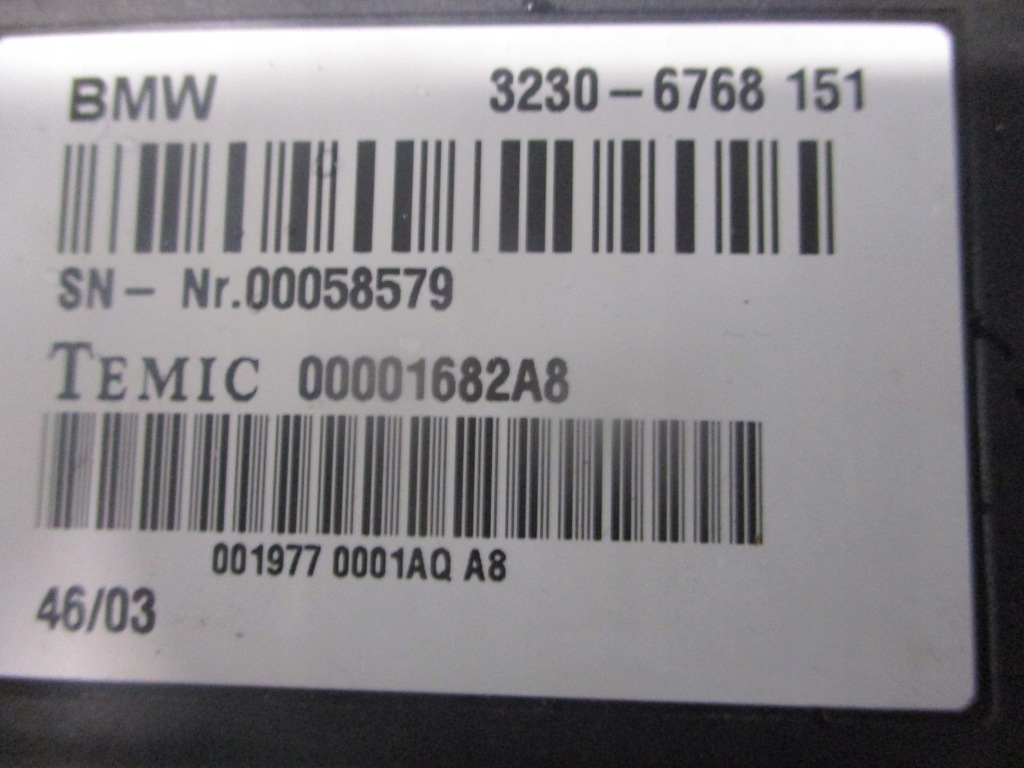 BMW 3230-6768 151
SN- Nr.00058579
TEMIC 00001682A8
001977 0001AQ A8
46/03